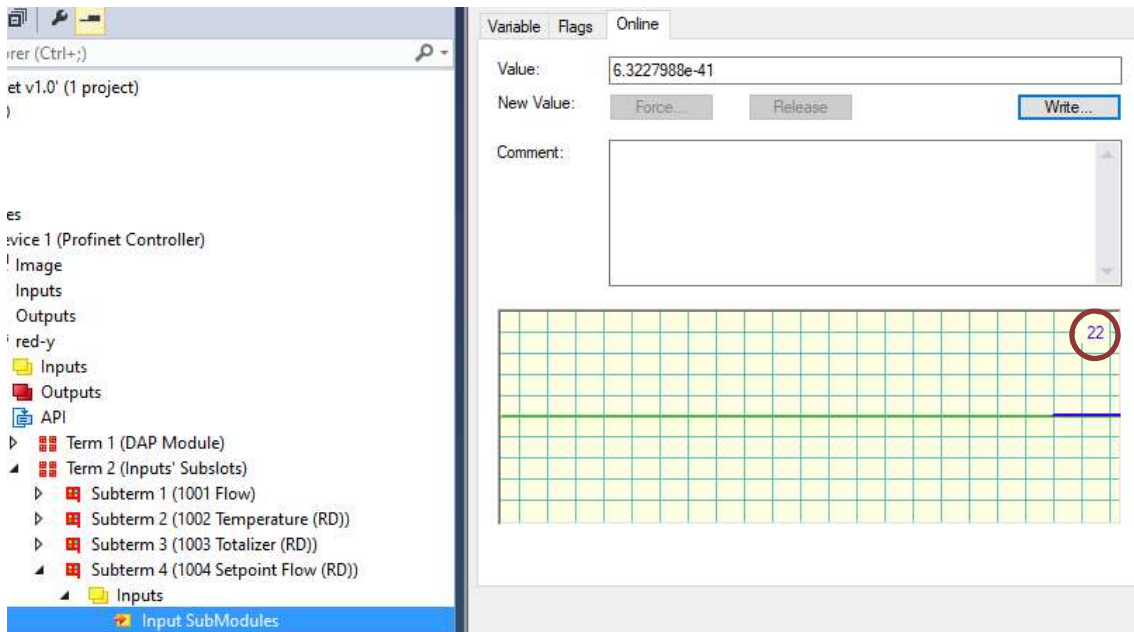 Variable Flags Online
rer (Ctrl+;)
Value: 6.3227988e-41
et v1.0' (1 project)
New Value: Force... Release Write...
)
Comment:
es
vice 1 (Profinet Controller)
Image
Inputs
Outputs
red-y
Inputs
Outputs
API
Term 1 (DAP Module)
Term 2 (Inputs' Subslots)
Subterm 1 (1001 Flow)
Subterm 2 (1002 Temperature (RD))
Subterm 3 (1003 Totalizer (RD))
Subterm 4 (1004 Setpoint Flow (RD))
Inputs
Input SubModules
22